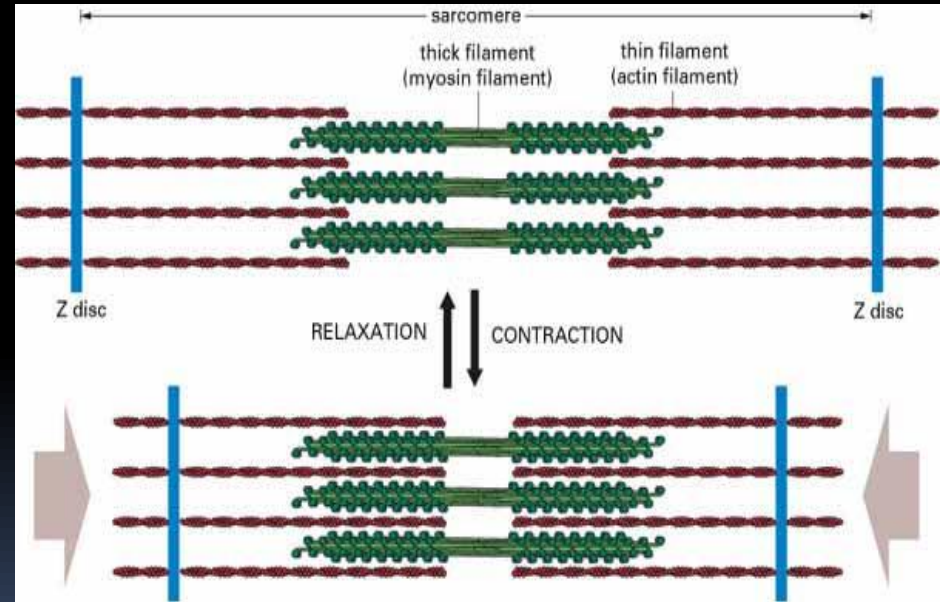 sarcomere
thick filament
(myosin filament)
thin filament
(actin filament)
Z disc
Z disc
RELAXATION
CONTRACTION